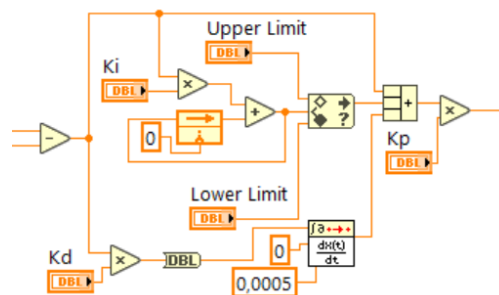 Upper Limit
DBL
Ki
DBL
×
+
0
?
+
×
Kp
DBL
−
Lower Limit
DBL
Kd
DBL
×
DBL
0
0,0005
∫∂
dX(t)
dt